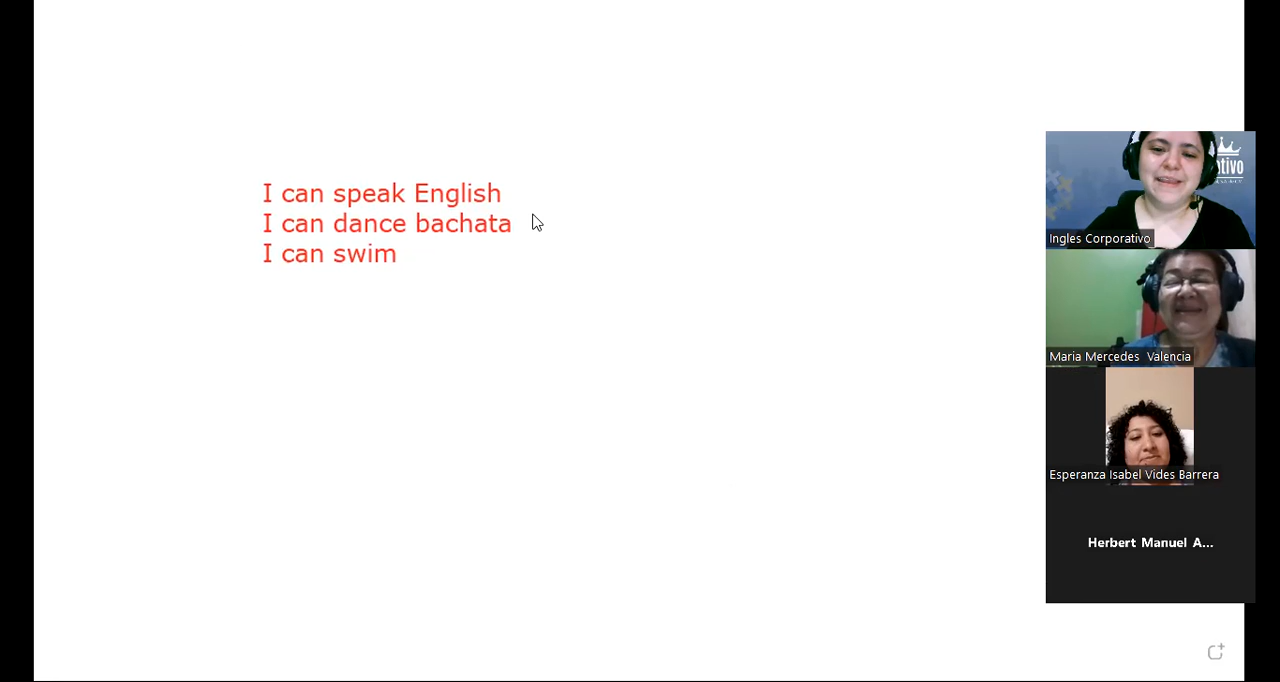 I can speak English
I can dance bachata
I can swim
Ingles Corporativo
Maria Mercedes Valencia
Esperanza Isabel Vides Barrera
Herbert Manuel A...